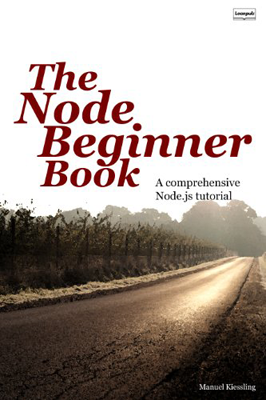 Leanpub
The
Node
Beginner
Book
A comprehensive
Node.js tutorial
Manuel Kiessling